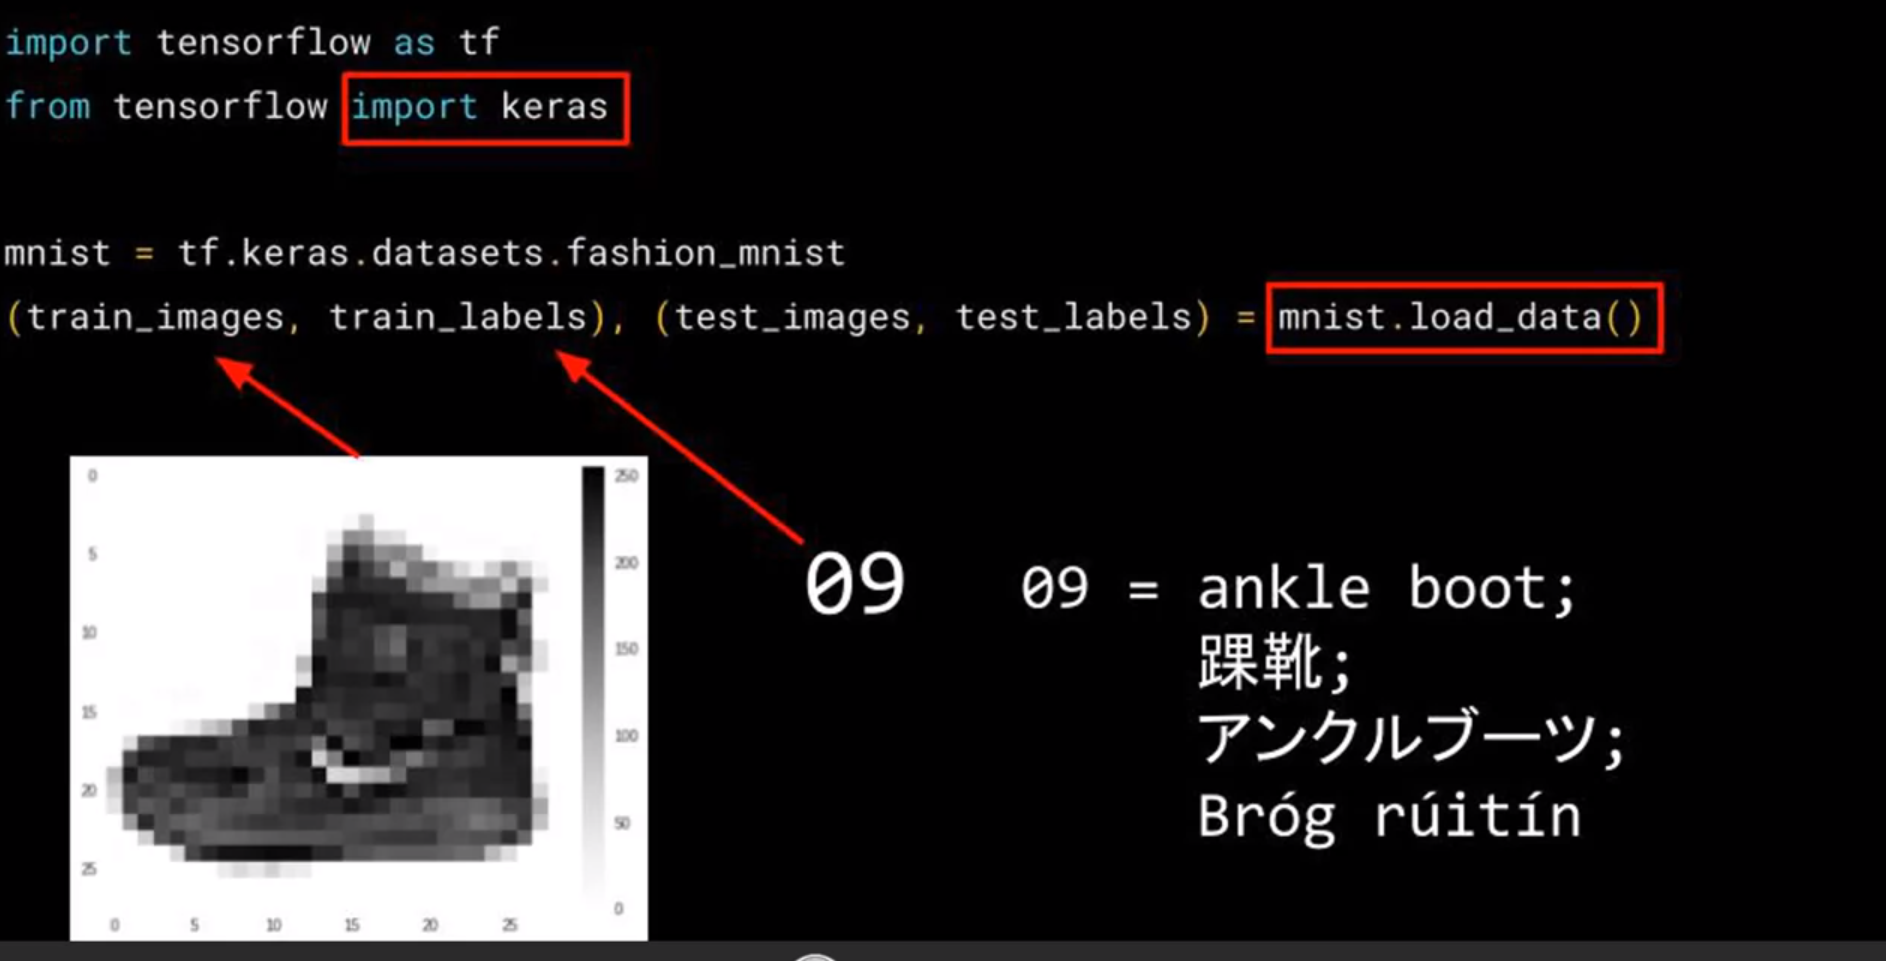 import tensorflow as tf
from tensorflow import keras
mnist = tf.keras.datasets.fashion_mnist
(train_images, train_labels), (test_images, test_labels) = mnist.load_data()
0
5
10
15
20
25
0 5 10 15 20 25
250
200
150
100
50
0
09
09 = ankle boot;
踝靴;
アンクルブーツ;
Bróg rúitín